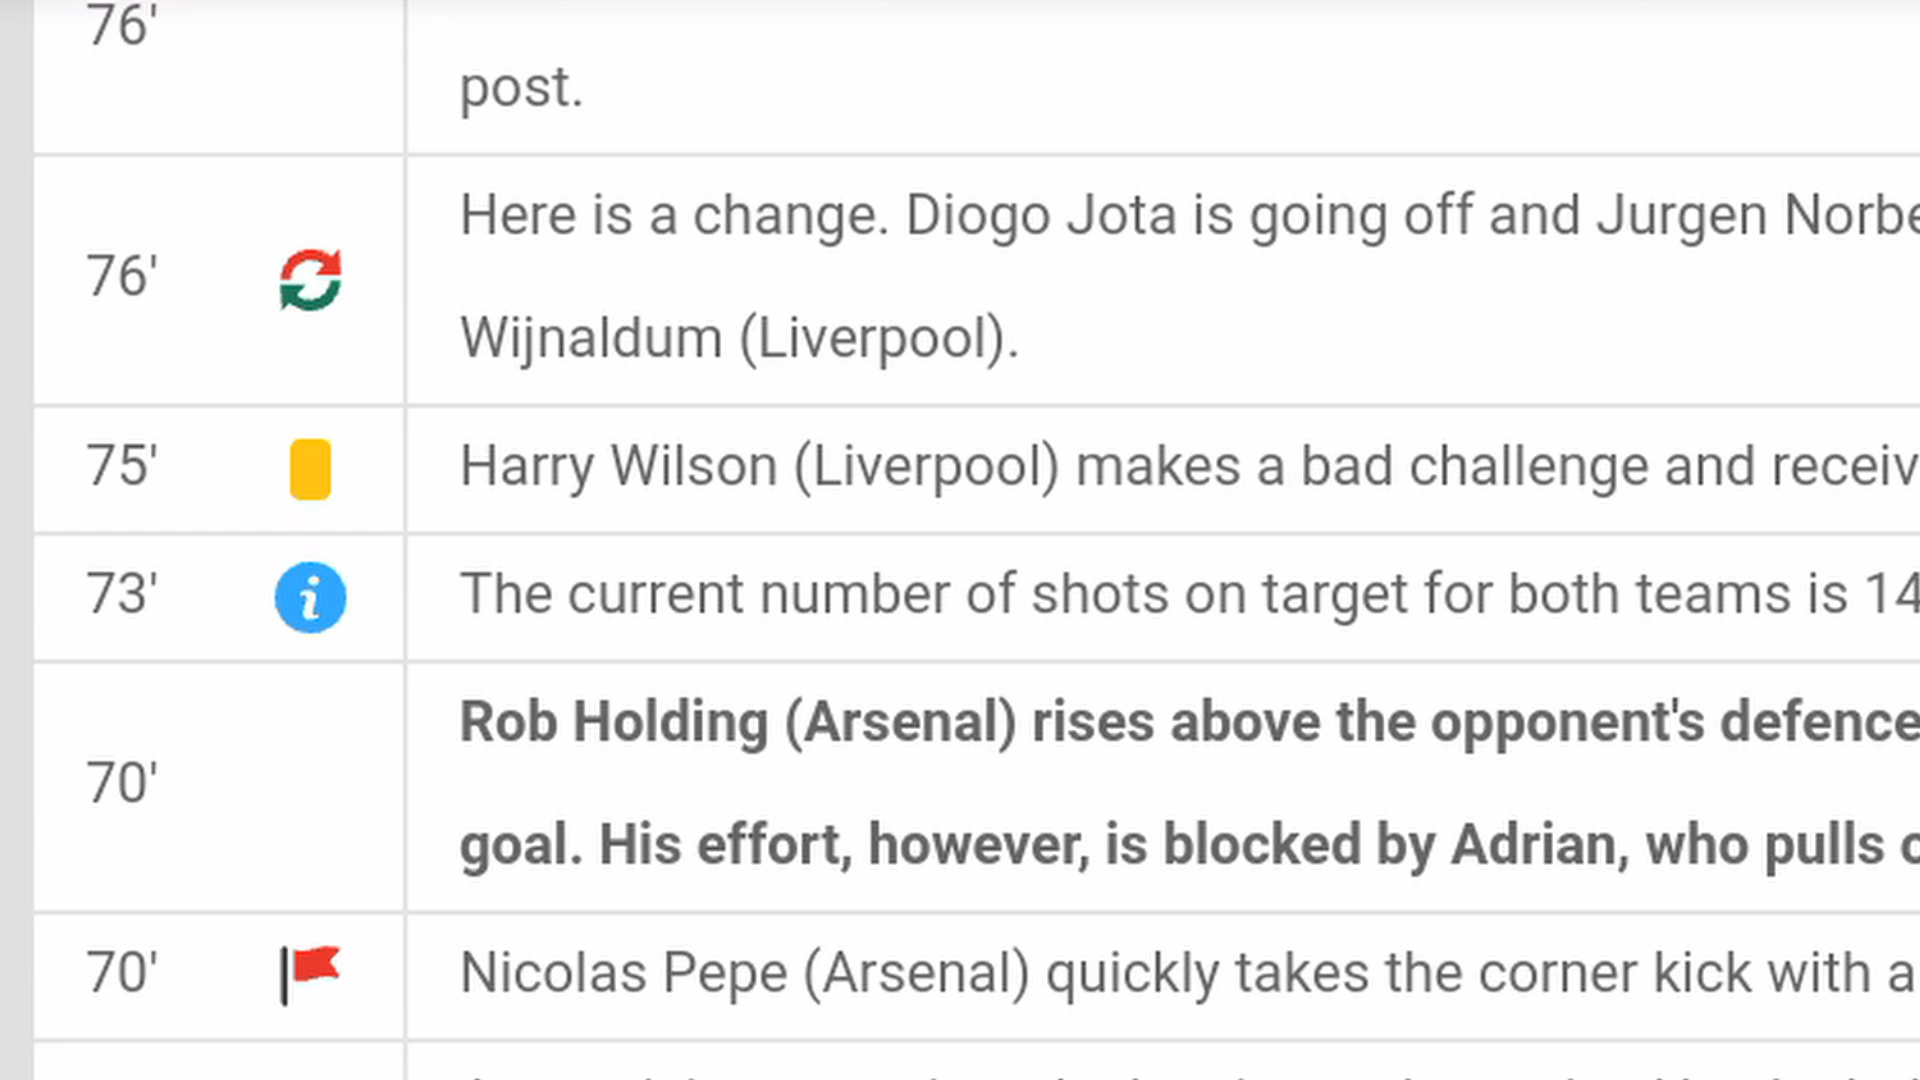 76'
post.
Here is a change. Diogo Jota is going off and Jurgen
76'
Wijnaldum (Liverpool).
75' Harry Wilson (Liverpool) makes a bad challenge and
73' The current number of shots on target for both teams is 14
Rob Holding (Arsenal) rises above the opponent's defence
70'
goal. His effort, however, is blocked by Adrian, who pulls
70' Nicolas Pepe (Arsenal) quickly takes the corner kick with a